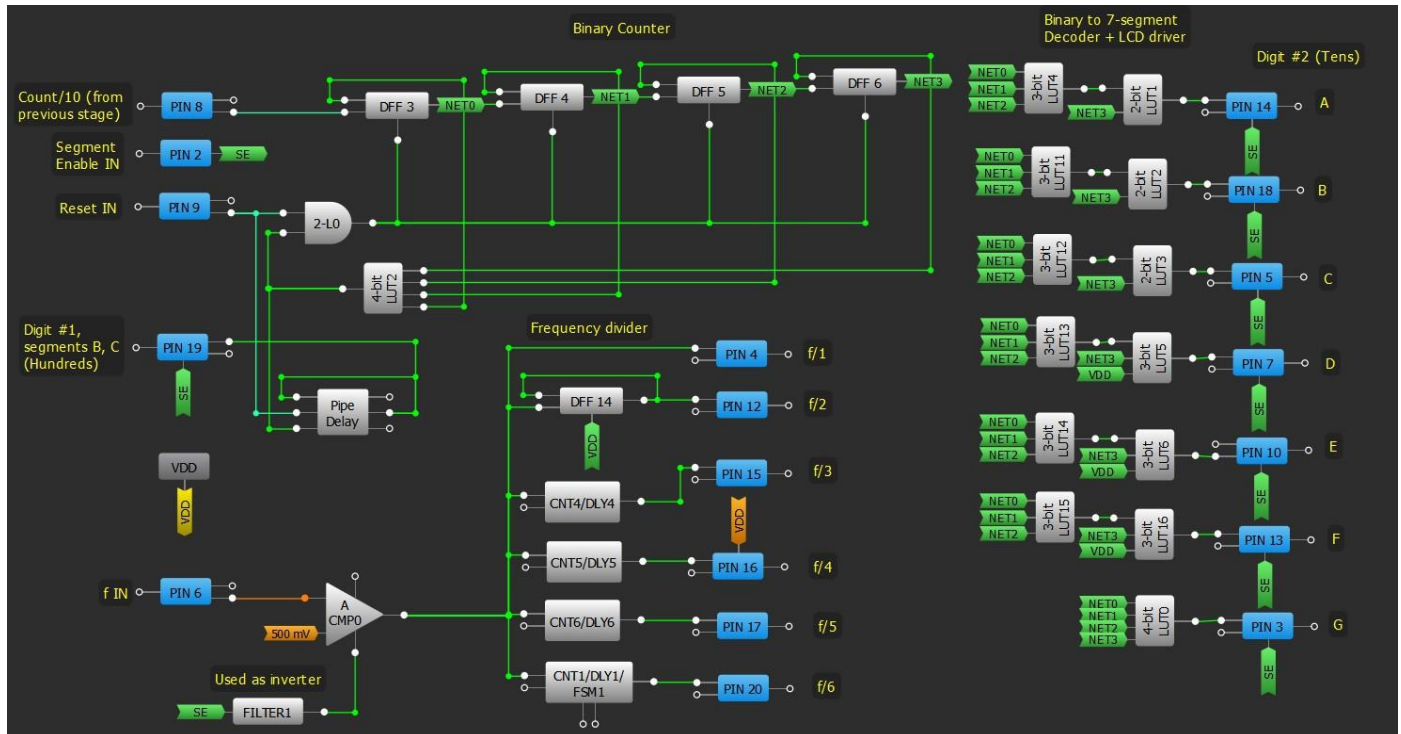 Binary Counter
Count/10 (from
previous stage)
PIN 8
DFF 3
NET0
DFF 4
NET1
DFF 5
NET2
DFF 6
NET3
Segment
Enable IN
PIN 2
SE
Reset IN
PIN 9
2-L0
4-bit
LUT2
Digit #1,
segments B, C
(Hundreds)
PIN 19
SE
Pipe
Delay
VDD
VDD
f IN
PIN 6
500 mV
A
CMP0
Used as inverter
SE
FILTER1
Frequency divider
PIN 4
f/1
DFF 14
VDD
PIN 12
f/2
CNT4/DLY4
PIN 15
f/3
VDD
CNT5/DLY5
PIN 16
f/4
CNT6/DLY6
PIN 17
f/5
CNT1/DLY1/
FSM1
PIN 20
f/6
Binary to 7-segment
Decoder + LCD driver
Digit #2 (Tens)
NET0
NET1
NET2
3-bit
LUT4
NET3
2-bit
LUT1
PIN 14
A
SE
NET0
NET1
NET2
3-bit
LUT11
NET3
2-bit
LUT2
PIN 18
B
SE
NET0
NET1
NET2
3-bit
LUT12
NET3
2-bit
LUT3
PIN 5
C
SE
NET0
NET1
NET2
3-bit
LUT13
NET3
VDD
3-bit
LUT5
PIN 7
D
SE
NET0
NET1
NET2
3-bit
LUT14
NET3
VDD
3-bit
LUT6
PIN 10
E
SE
NET0
NET1
NET2
3-bit
LUT15
NET3
VDD
3-bit
LUT16
PIN 13
F
SE
NET0
NET1
NET2
NET3
4-bit
LUT0
PIN 3
G
SE